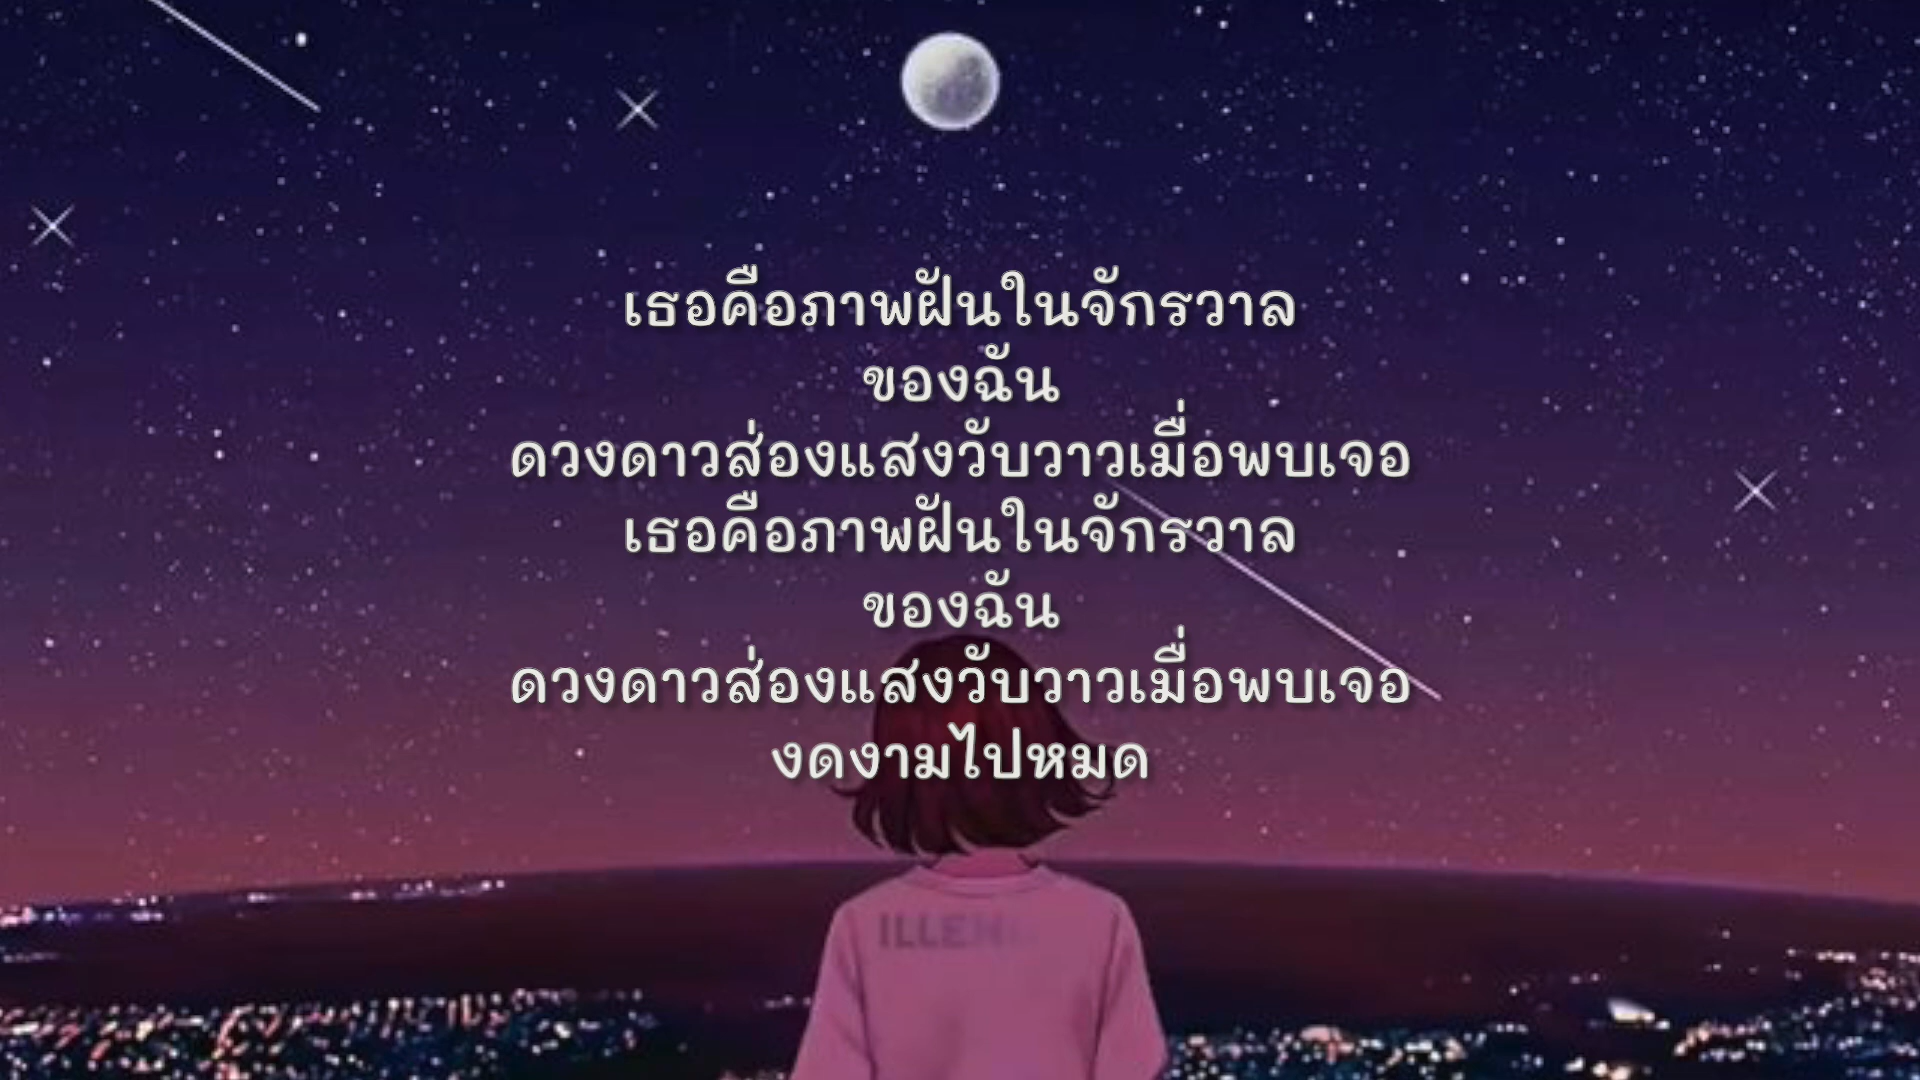 เธอคือภาพฝันในจักรวาล
ของฉัน
ดวงดาวส่องแสงวับวาวเมื่อพบเจอ
เธอคือภาพฝันในจักรวาล
ของฉัน
ดวงดาวส่องแสงวับวาวเมื่อพบเจอ
งดงามไปหมด